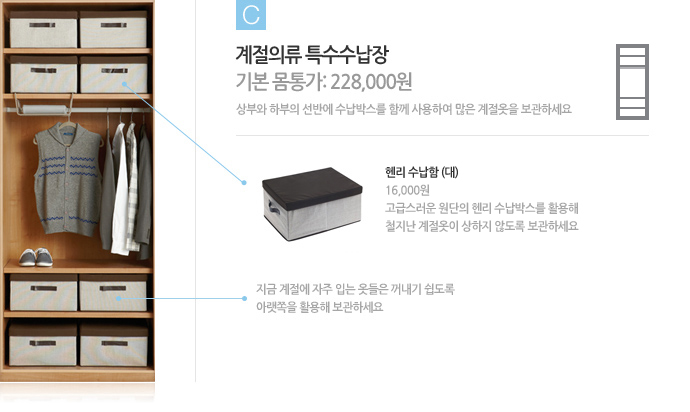 C
계절의류 특수수납장
기본 몸통가: 228,000원
상부와 하부의 선반에 수납박스를 함께 사용하여 많은 계절옷을 보관하세요
헨리 수납함 (대)
16,000원
고급스러운 원단의 헨리 수납박스를 활용해
철지난 계절옷이 상하지 않도록 보관하세요
지금 계절에 자주 입는 옷들은 꺼내기 쉽도록
아랫쪽을 활용해 보관하세요